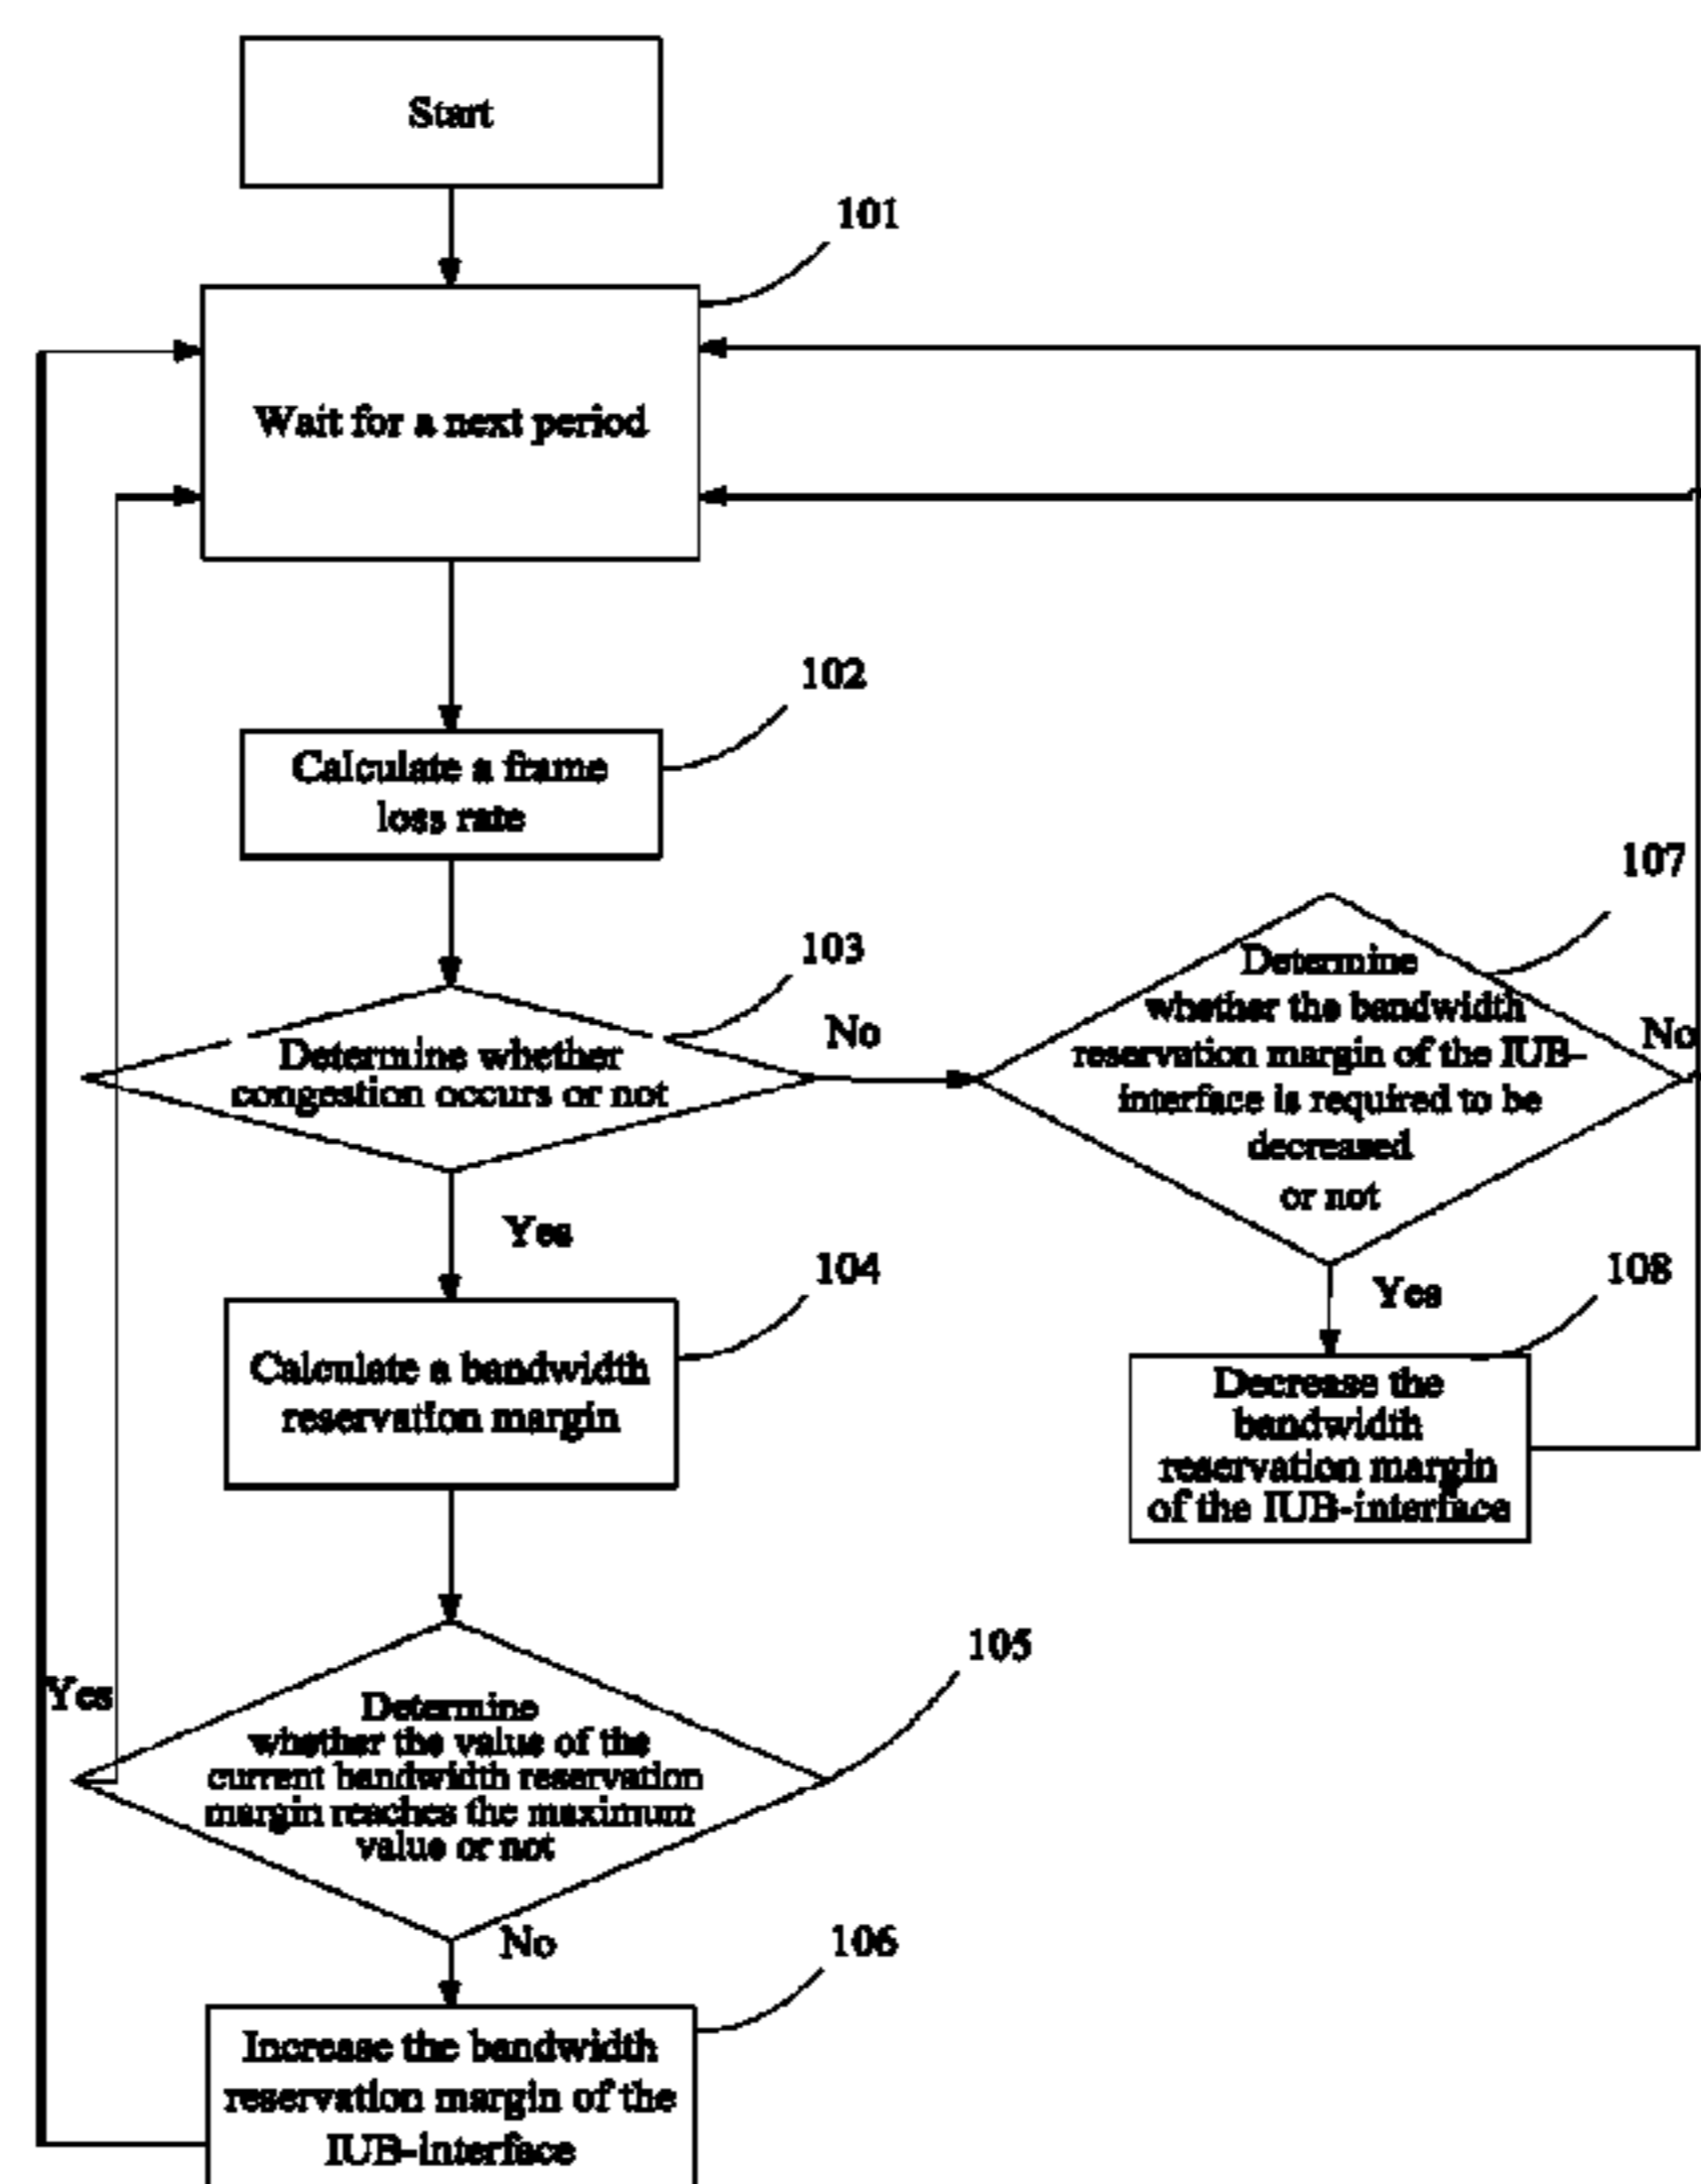 Start
101
Wait for a next period
102
Calculate a frame
loss rate
103
Determine whether
congestion occurs or not
No
Yes
107
Determine
whether the bandwidth
reservation margin of the IUB-
interface is required to be
decreased
or not
No
Yes
104
Calculate a bandwidth
reservation margin
108
Decrease the
bandwidth
reservation margin
of the IUB-interface
105
Determine
whether the value of the
current bandwidth reservation
margin reaches the maximum
value or not
Yes
No
106
Increase the bandwidth
reservation margin of the
IUB-interface